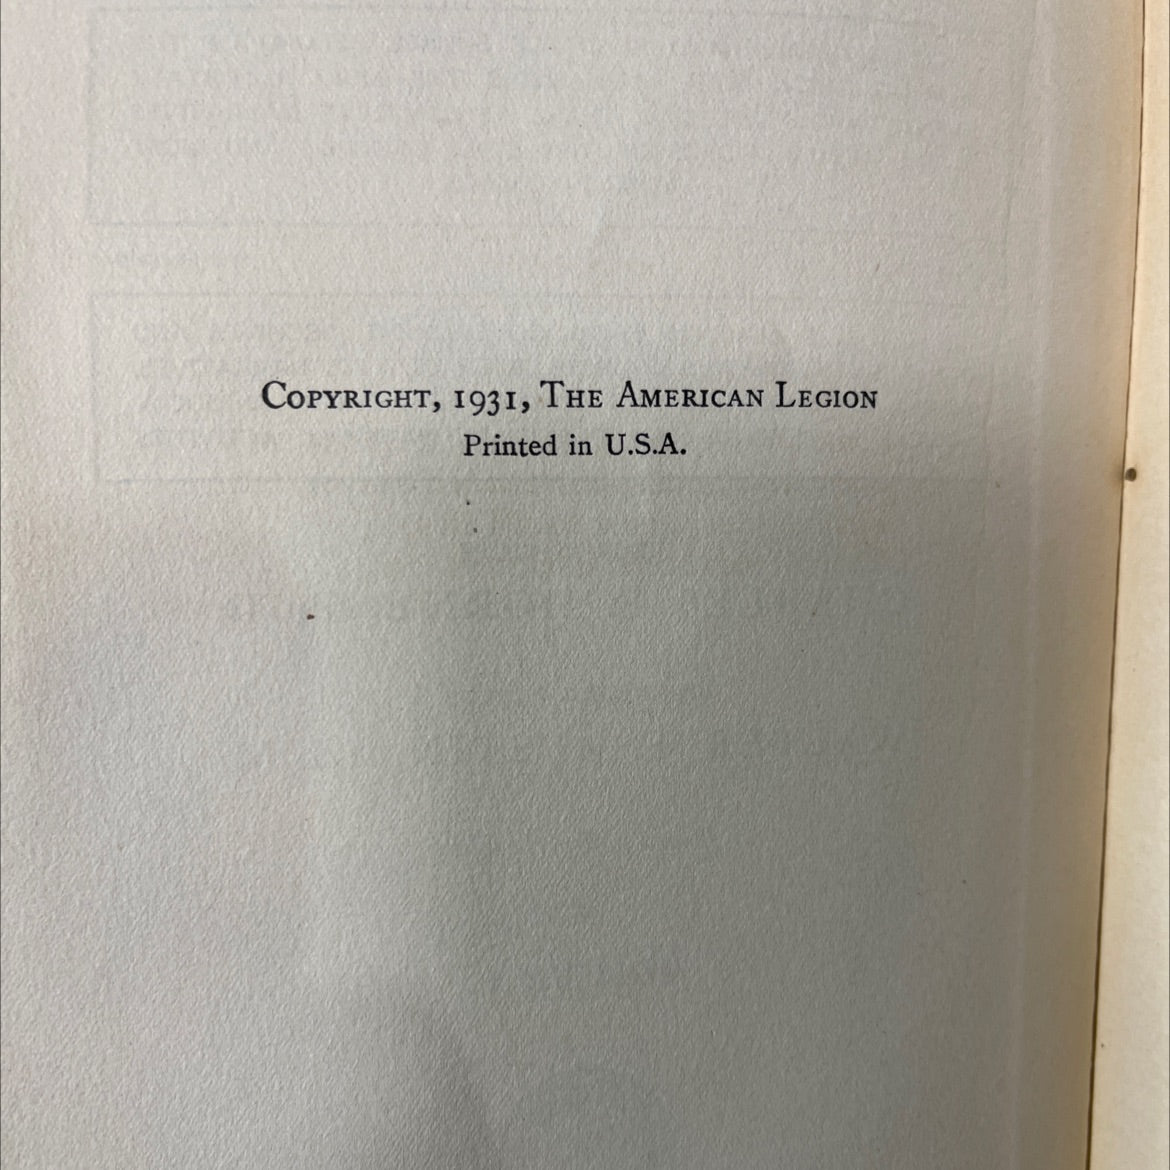 Copyright, 1931, The American Legion
Printed in U.S.A.